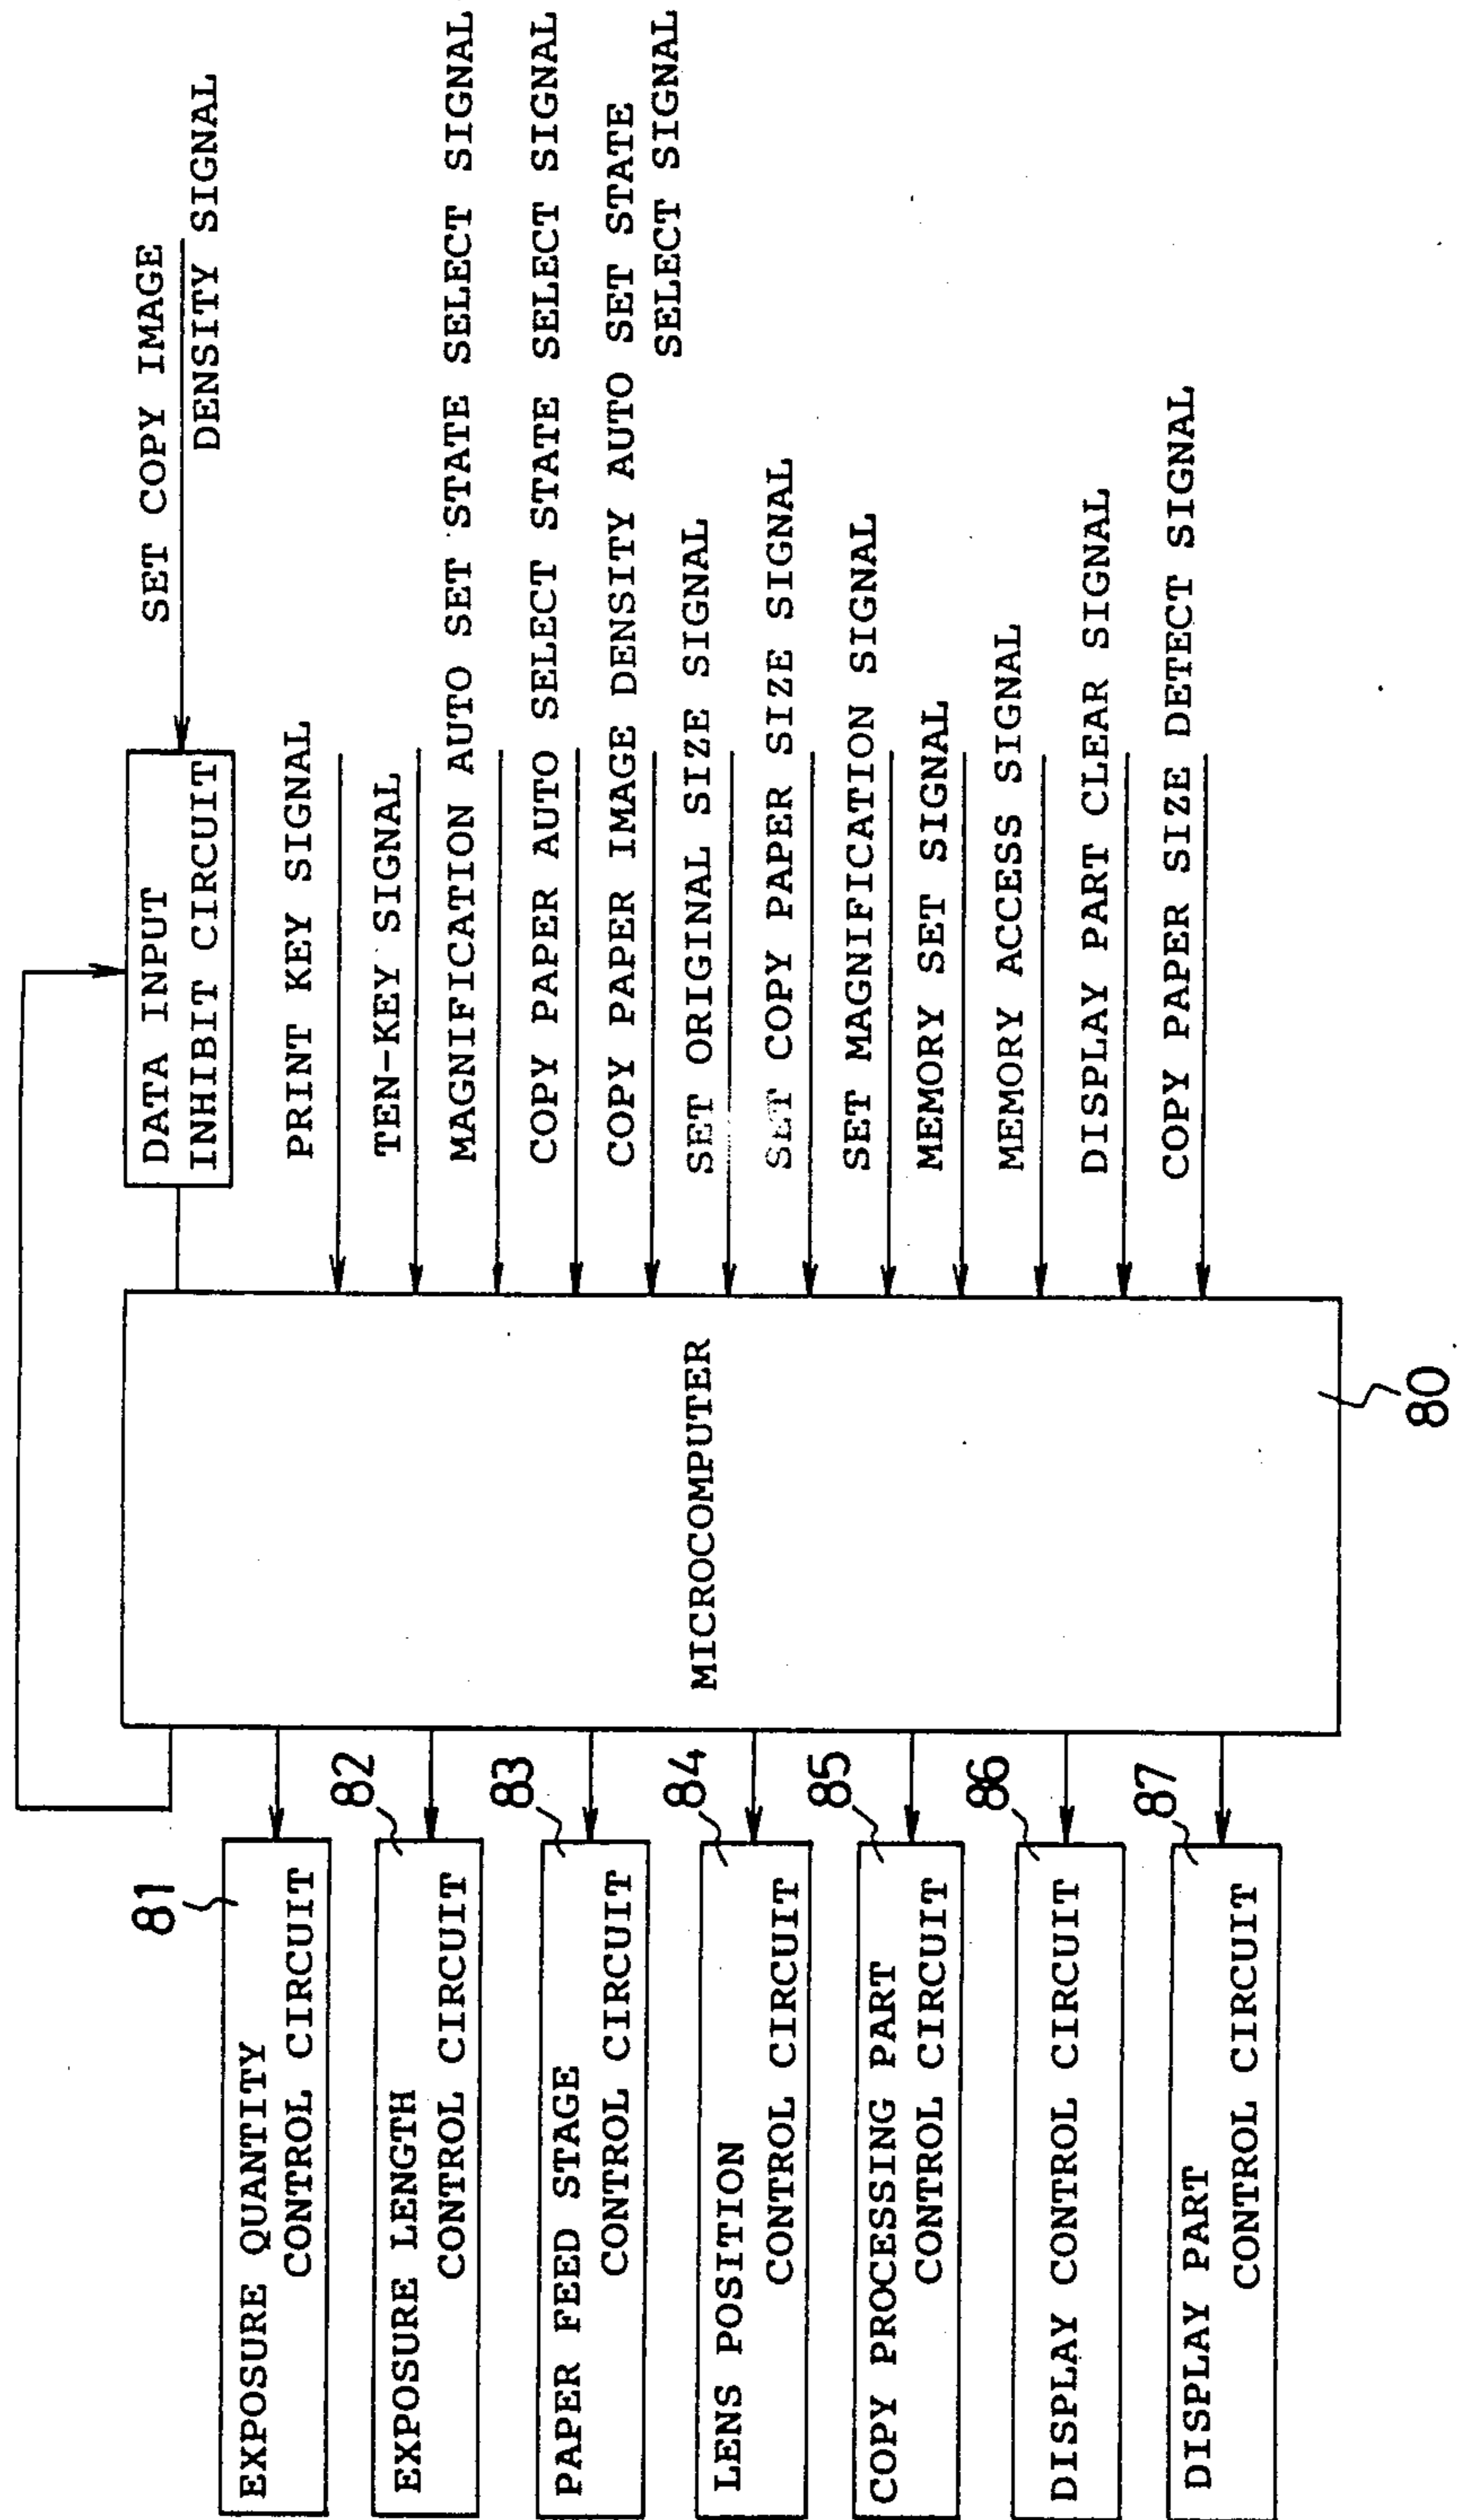 SET COPY IMAGE
DENSITY SIGNAL
DATA INPUT
INHIBIT CIRCUIT
PRINT KEY SIGNAL
TEN-KEY SIGNAL
MAGNIFICATION AUTO SET STATE SELECT SIGNAL
COPY PAPER AUTO SELECT STATE SELECT SIGNAL
COPY PAPER IMAGE DENSITY AUTO SET STATE
SELECT SIGNAL
SET ORIGINAL SIZE SIGNAL
SET COPY PAPER SIZE SIGNAL
SET MAGNIFICATION SIGNAL
MEMORY SET SIGNAL
MEMORY ACCESS SIGNAL
DISPLAY PART CLEAR SIGNAL
COPY PAPER SIZE DETECT SIGNAL
MICROCOMPUTER
80
81
EXPOSURE QUANTITY
CONTROL CIRCUIT
82
EXPOSURE LENGTH
CONTROL CIRCUIT
83
PAPER FEED STAGE
CONTROL CIRCUIT
84
LENS POSITION
CONTROL CIRCUIT
85
COPY PROCESSING PART
CONTROL CIRCUIT
86
DISPLAY CONTROL CIRCUIT
87
DISPLAY PART
CONTROL CIRCUIT